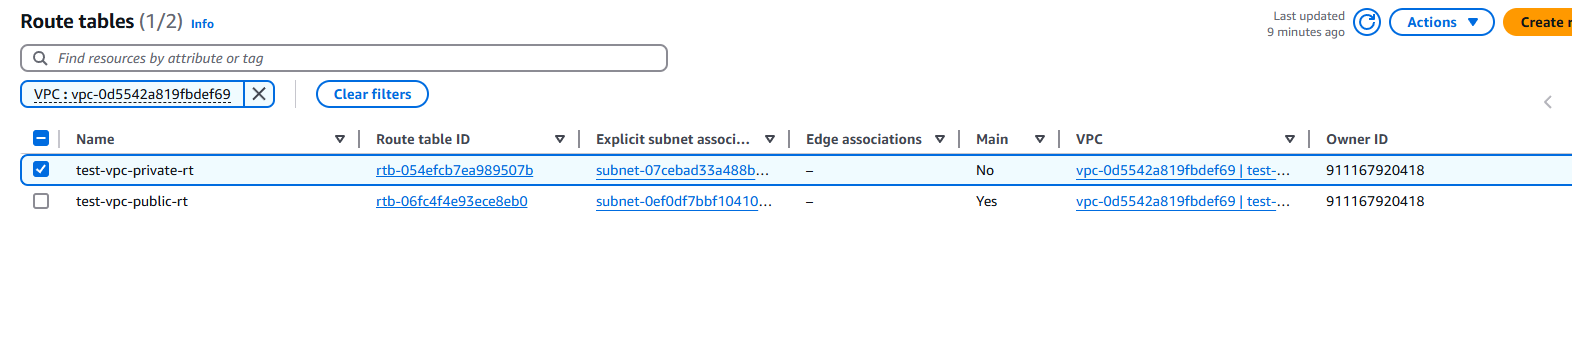 Route tables (1/2) Info
Last updated
9 minutes ago
Actions
Create
Find resources by attribute or tag
VPC : vpc-0d5542a819fbdef69
Clear filters
Name Route table ID Explicit subnet associ... Edge associations Main VPC Owner ID
test-vpc-private-rt rtb-054efcb7ea989507b subnet-07cebad33a488b... – No vpc-0d5542a819fbdef69 | test-... 911167920418
test-vpc-public-rt rtb-06fc4f4e93ece8eb0 subnet-0ef0df7bbf10410... – Yes vpc-0d5542a819fbdef69 | test-... 911167920418